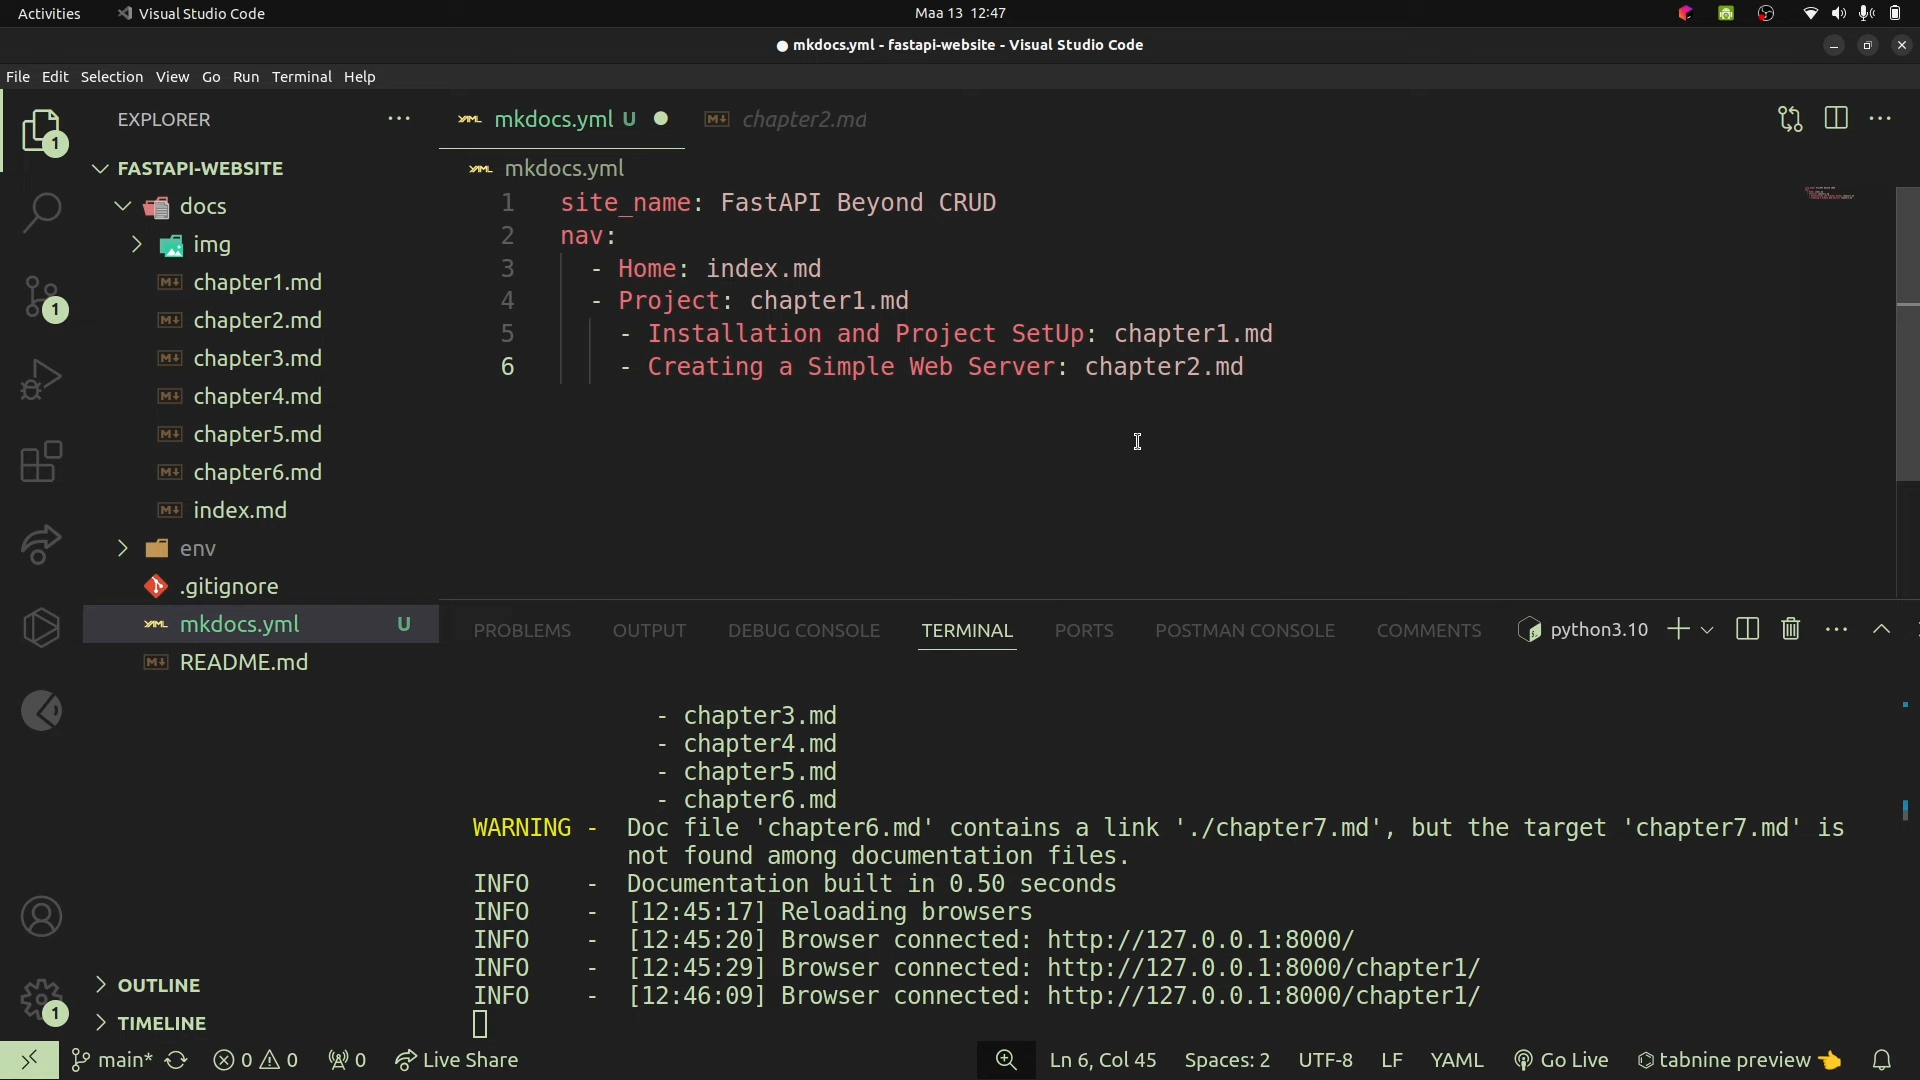 Activities
Visual Studio Code
Maa 13 12:47
● mkdocs.yml - fastapi-website - Visual Studio Code
File Edit Selection View Go Run Terminal Help
EXPLORER
FASTAPI-WEBSITE
docs
img
chapter1.md
chapter2.md
chapter3.md
chapter4.md
chapter5.md
chapter6.md
index.md
env
.gitignore
mkdocs.yml U
README.md
OUTLINE
TIMELINE
1
1
1
mkdocs.yml U
chapter2.md
mkdocs.yml
1 site_name: FastAPI Beyond CRUD
2 nav:
3 - Home: index.md
4 - Project: chapter1.md
5 - Installation and Project SetUp: chapter1.md
6 - Creating a Simple Web Server: chapter2.md
PROBLEMS OUTPUT DEBUG CONSOLE TERMINAL PORTS POSTMAN CONSOLE COMMENTS python3.10
- chapter3.md
- chapter4.md
- chapter5.md
- chapter6.md
WARNING - Doc file 'chapter6.md' contains a link './chapter7.md', but the target 'chapter7.md' is
not found among documentation files.
INFO - Documentation built in 0.50 seconds
INFO - [12:45:17] Reloading browsers
INFO - [12:45:20] Browser connected: http://127.0.0.1:8000/
INFO - [12:45:29] Browser connected: http://127.0.0.1:8000/chapter1/
INFO - [12:46:09] Browser connected: http://127.0.0.1:8000/chapter1/
main* 0 0 0 Live Share Ln 6, Col 45 Spaces: 2 UTF-8 LF YAML Go Live tabnine preview 👈